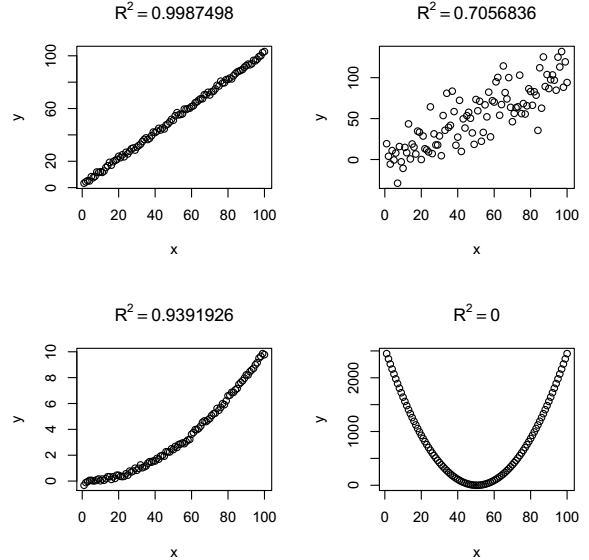 R² = 0.9987498
y
0 20 60 100
0 20 40 60 80 100
x
R² = 0.7056836
y
0 50 100
0 20 40 60 80 100
x
R² = 0.9391926
y
0 2 4 6 8 10
0 20 40 60 80 100
x
R² = 0
y
0 1000 2000
0 20 40 60 80 100
x